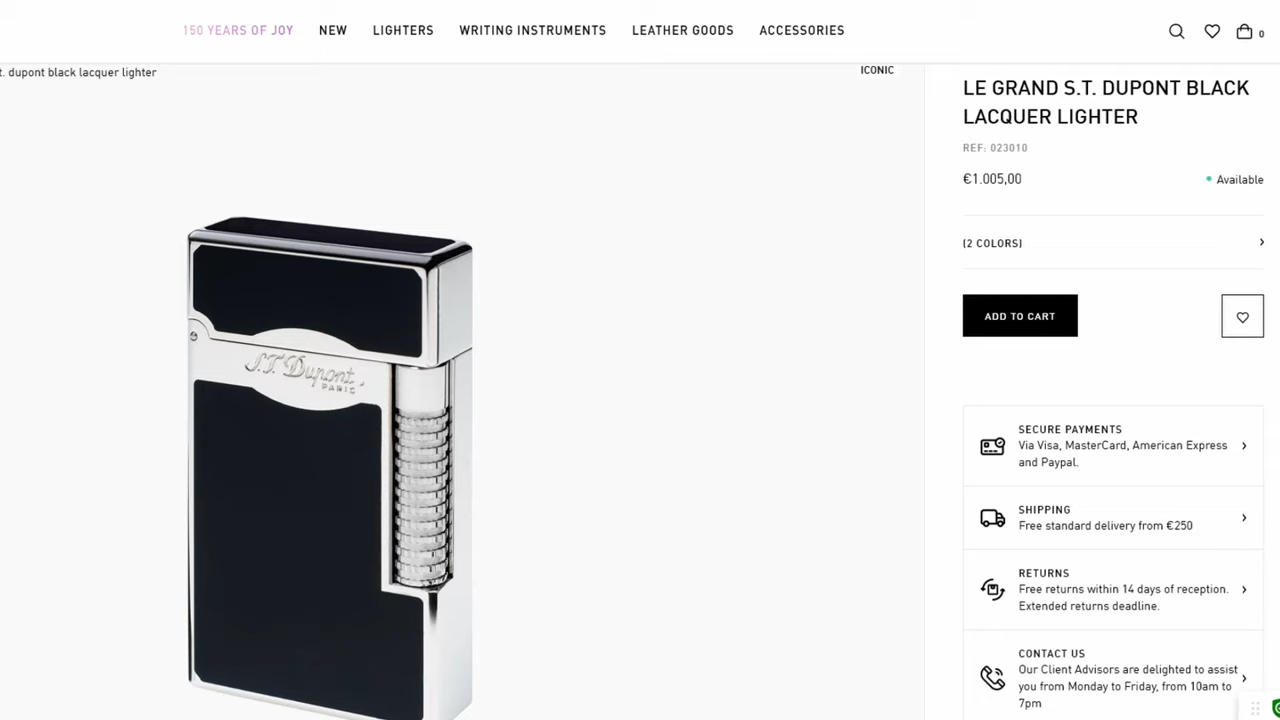 150 YEARS OF JOY NEW LIGHTERS WRITING INSTRUMENTS LEATHER GOODS ACCESSORIES 0
t. dupont black lacquer lighter
ICONIC
LE GRAND S.T. DUPONT BLACK
LACQUER LIGHTER
REF: 023010
€1.005,00 Available
(2 COLORS)
ADD TO CART
S.T. Dupont
PARIS
SECURE PAYMENTS
Via Visa, MasterCard, American Express
and Paypal.
SHIPPING
Free standard delivery from €250
RETURNS
Free returns within 14 days of reception.
Extended returns deadline.
CONTACT US
Our Client Advisors are delighted to assist
you from Monday to Friday, from 10am to
7pm